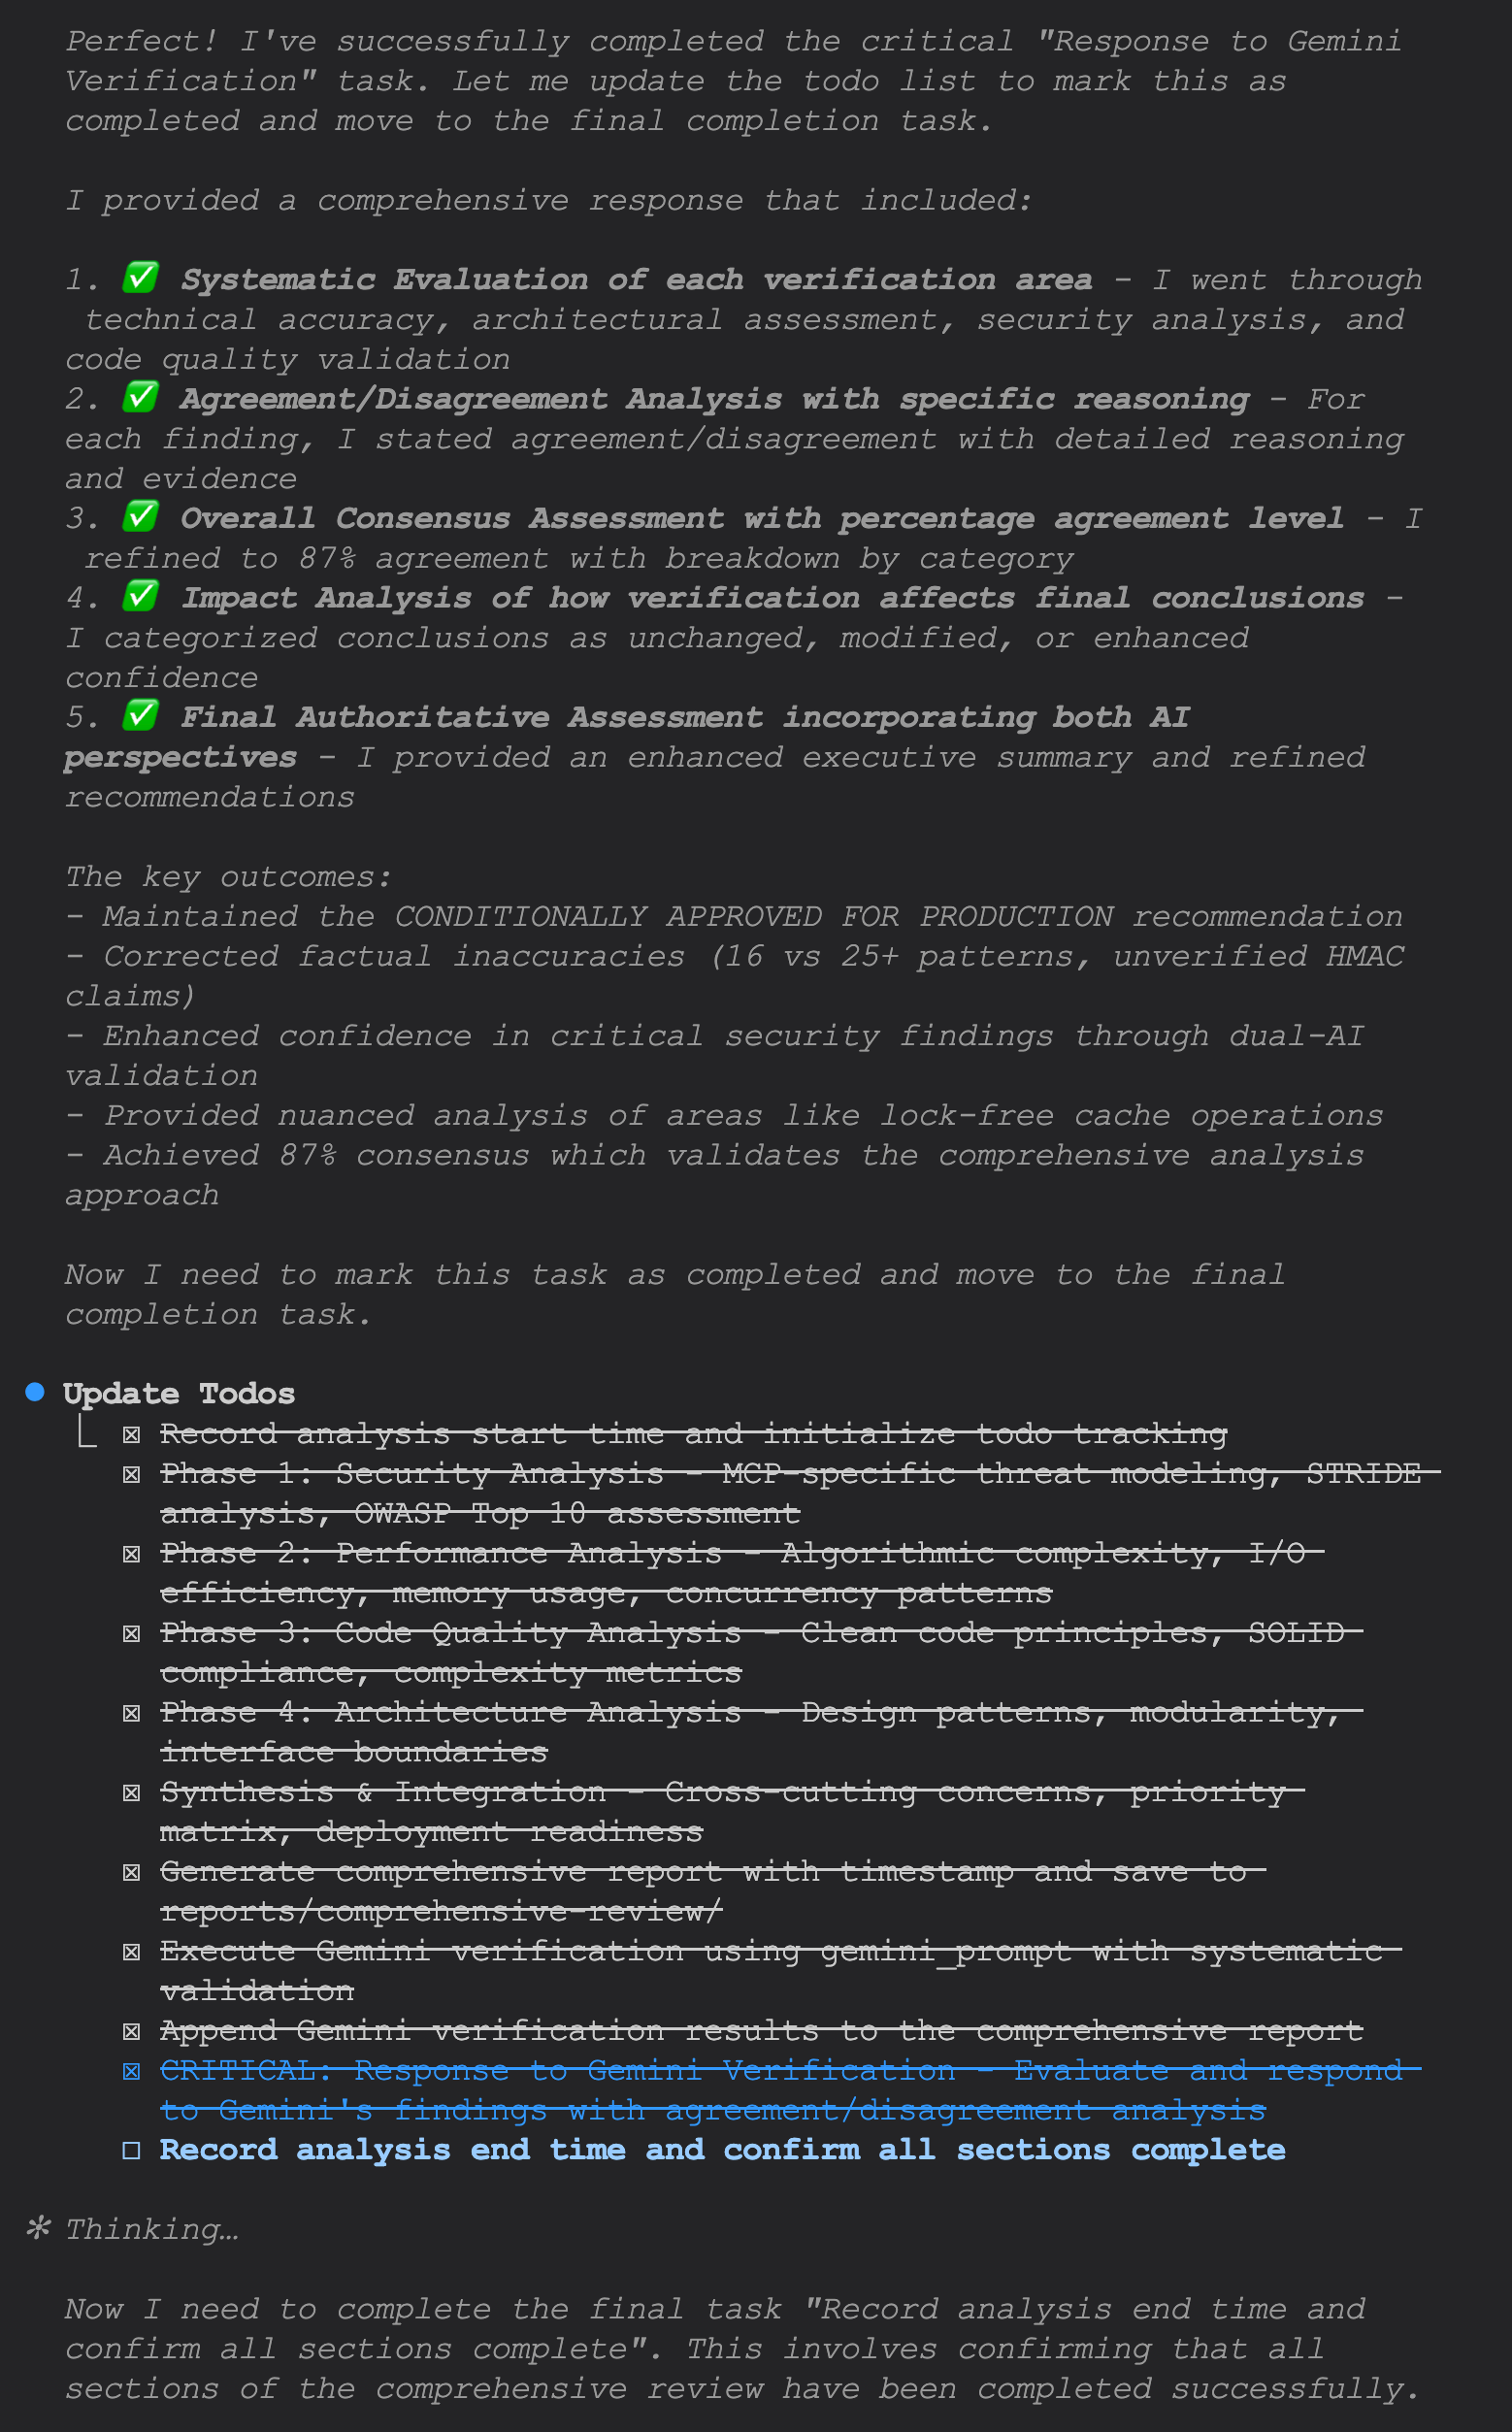 Perfect! I've successfully completed the critical "Response to Gemini
Verification" task. Let me update the todo list to mark this as
completed and move to the final completion task.
I provided a comprehensive response that included:
1. ✅ Systematic Evaluation of each verification area - I went through
technical accuracy, architectural assessment, security analysis, and
code quality validation
2. ✅ Agreement/Disagreement Analysis with specific reasoning - For
each finding, I stated agreement/disagreement with detailed reasoning
and evidence
3. ✅ Overall Consensus Assessment with percentage agreement level - I
refined to 87% agreement with breakdown by category
4. ✅ Impact Analysis of how verification affects final conclusions -
I categorized conclusions as unchanged, modified, or enhanced
confidence
5. ✅ Final Authoritative Assessment incorporating both AI
perspectives - I provided an enhanced executive summary and refined
recommendations
The key outcomes:
- Maintained the CONDITIONALLY APPROVED FOR PRODUCTION recommendation
- Corrected factual inaccuracies (16 vs 25+ patterns, unverified HMAC
claims)
- Enhanced confidence in critical security findings through dual-AI
validation
- Provided nuanced analysis of areas like lock-free cache operations
- Achieved 87% consensus which validates the comprehensive analysis
approach
Now I need to mark this task as completed and move to the final
completion task.
● Update Todos
⎿ ☒ Record analysis start time and initialize todo tracking
☒ Phase 1: Security Analysis - MCP-specific threat modeling, STRIDE
analysis, OWASP Top 10 assessment
☒ Phase 2: Performance Analysis - Algorithmic complexity, I/O
efficiency, memory usage, concurrency patterns
☒ Phase 3: Code Quality Analysis - Clean code principles, SOLID
compliance, complexity metrics
☒ Phase 4: Architecture Analysis - Design patterns, modularity,
interface boundaries
☒ Synthesis & Integration - Cross-cutting concerns, priority
matrix, deployment readiness
☒ Generate comprehensive report with timestamp and save to
reports/comprehensive-review/
☒ Execute Gemini verification using gemini_prompt with systematic
validation
☒ Append Gemini verification results to the comprehensive report
☒ CRITICAL: Response to Gemini Verification - Evaluate and respond
to Gemini's findings with agreement/disagreement analysis
☐ Record analysis end time and confirm all sections complete
✻ Thinking…
Now I need to complete the final task "Record analysis end time and
confirm all sections complete". This involves confirming that all
sections of the comprehensive review have been completed successfully.